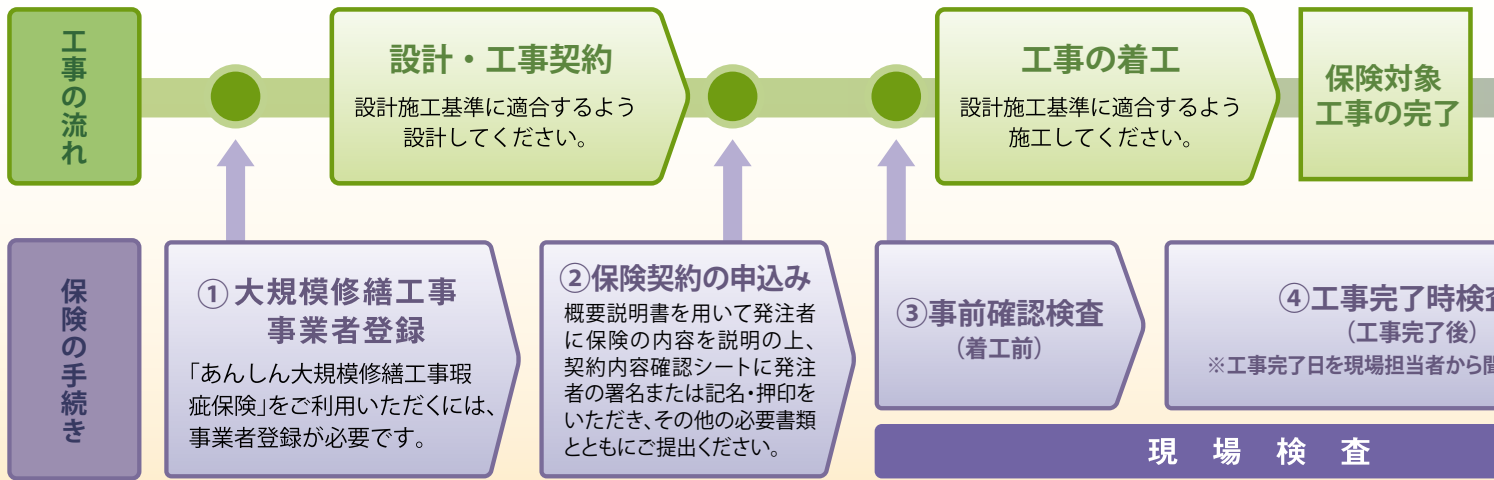 工事の流れ
設計・工事契約
設計施工基準に適合するよう
設計してください。
工事の着工
設計施工基準に適合するよう
施工してください。
保険対象
工事の完了
保険の手続き
①大規模修繕工事
事業者登録
「あんしん大規模修繕工事瑕
疵保険」をご利用いただくには、
事業者登録が必要です。
②保険契約の申込み
概要説明書を用いて発注者
に保険の内容を説明の上、
契約内容確認シートに発注
者の署名または記名・押印を
いただき、その他の必要書類
とともにご提出ください。
③事前確認検査
（着工前）
④工事完了時検査
（工事完了後）
※工事完了日を現場担当者から
現場検査